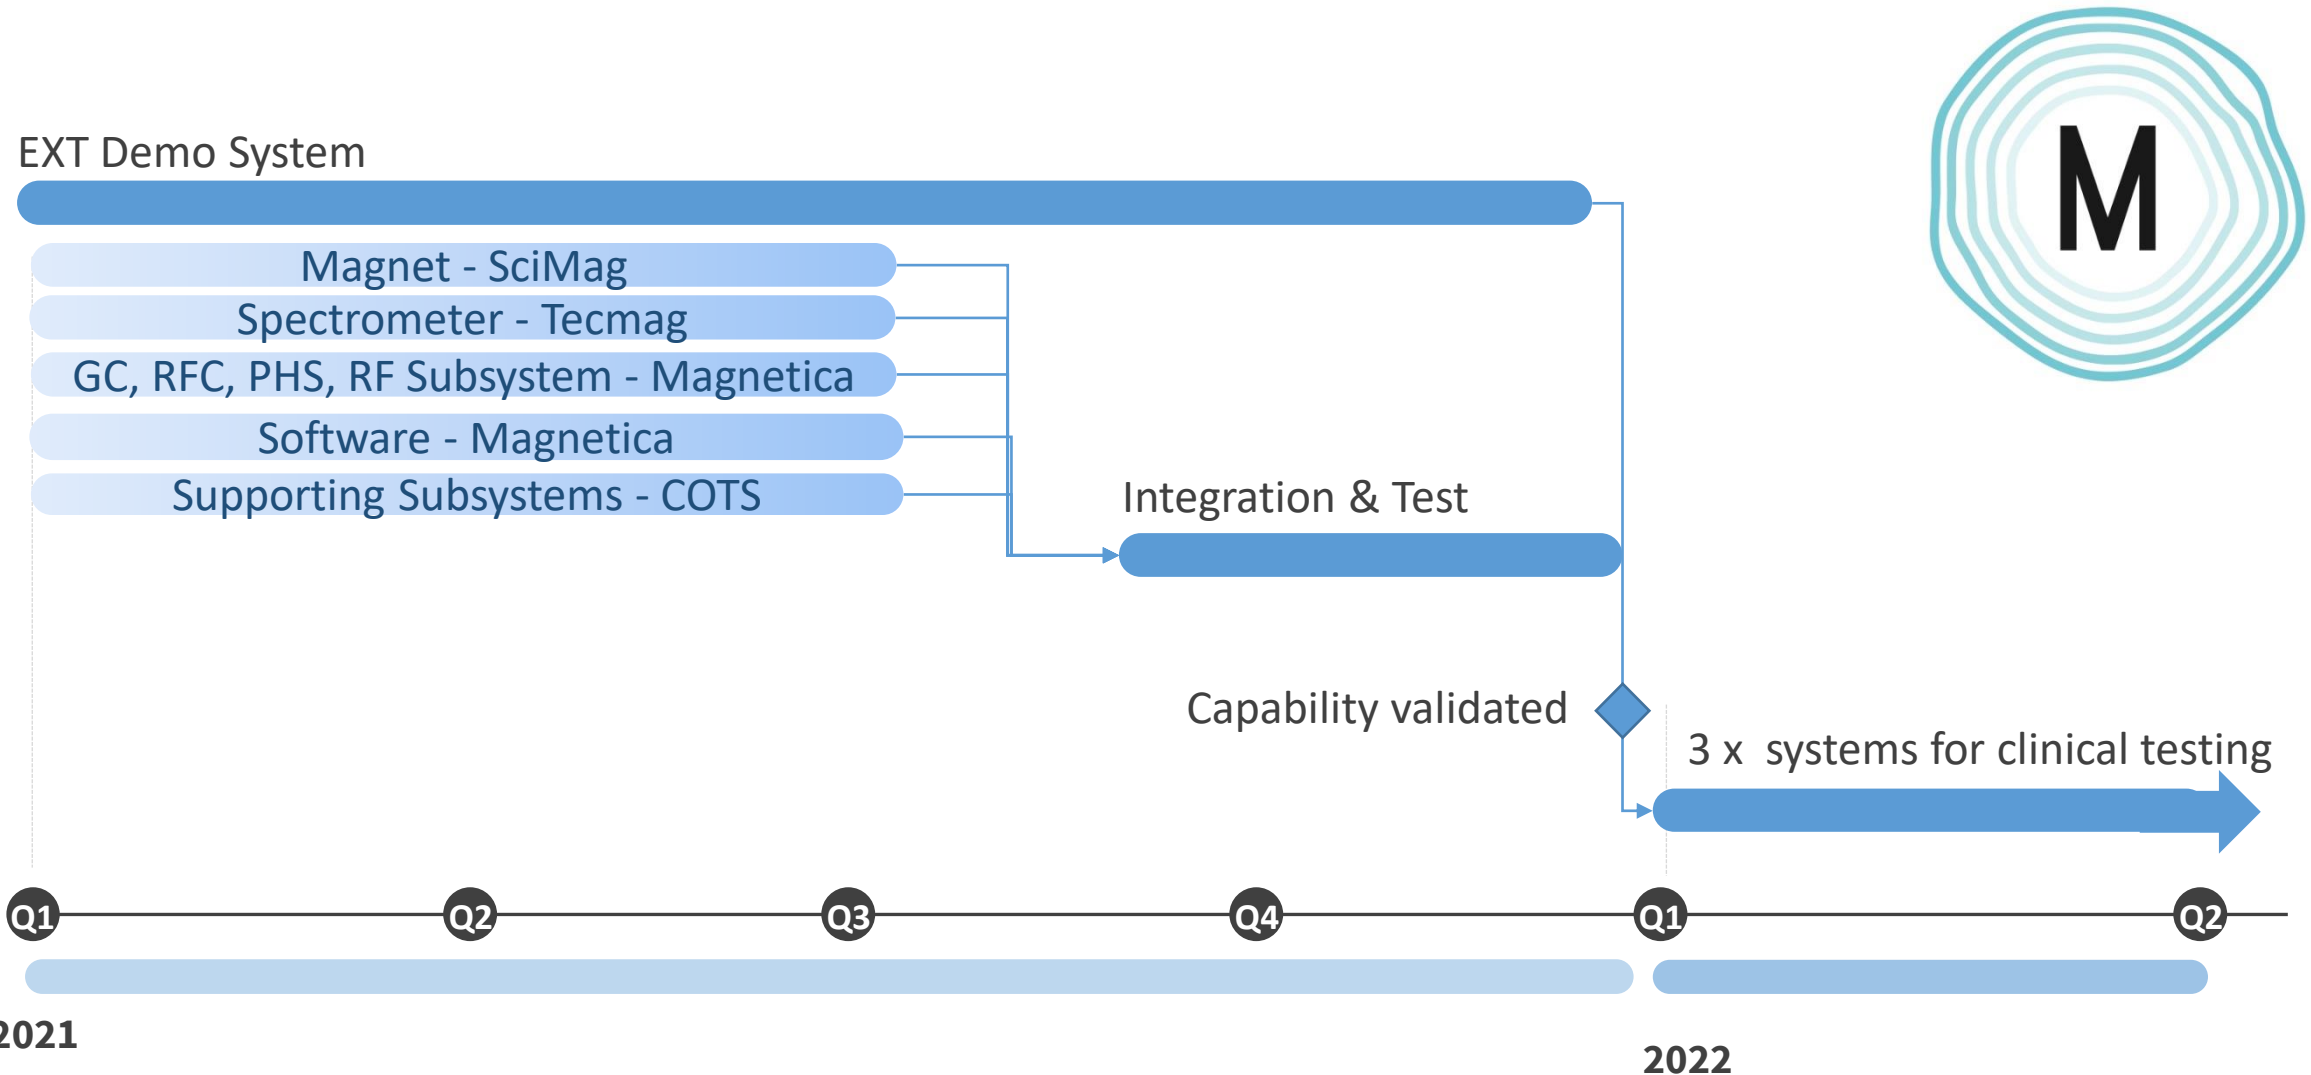 M
EXT Demo System
Magnet - SciMag
Spectrometer - Tecmag
GC, RFC, PHS, RF Subsystem - Magnetica
Software - Magnetica
Supporting Subsystems - COTS
Integration & Test
Capability validated
3 x  systems for clinical testing
Q1 Q2 Q3 Q4 Q1 Q2
2021
2022